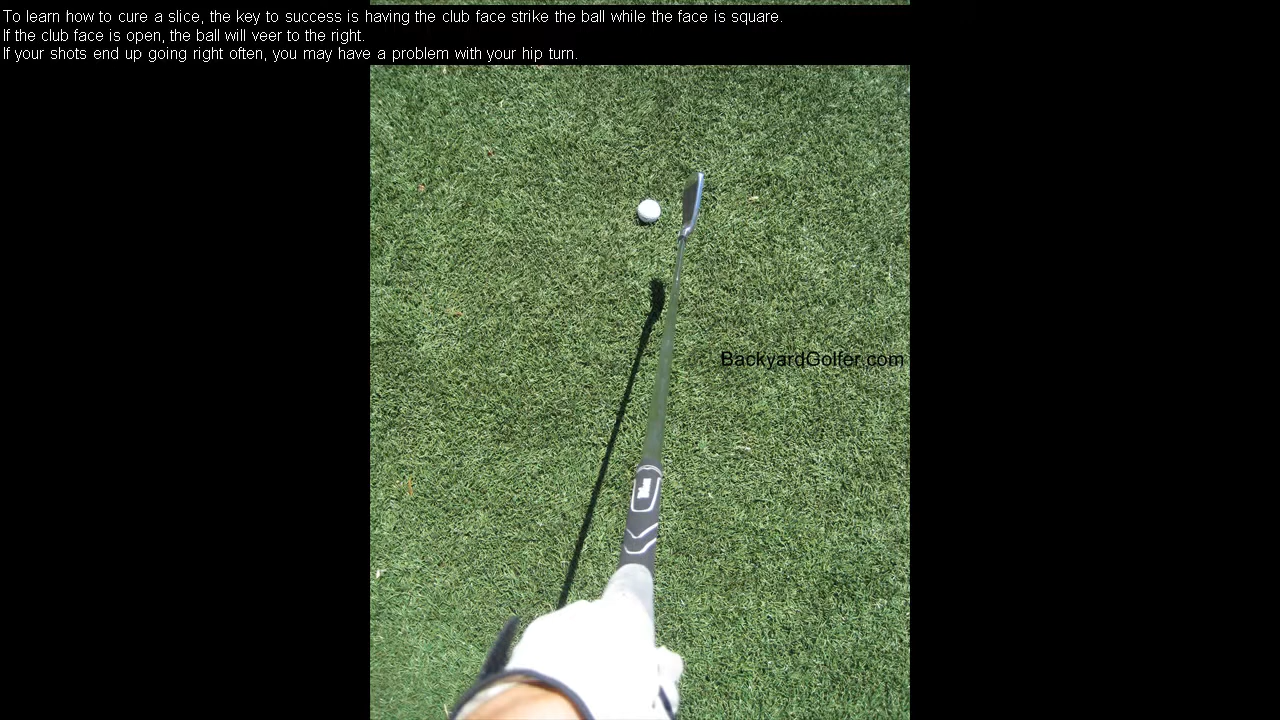 To learn how to cure a slice, the key to success is having the club face strike the ball while the face is square.
If the club face is open, the ball will veer to the right.
If your shots end up going right often, you may have a problem with your hip turn.
BackyardGolfer.com